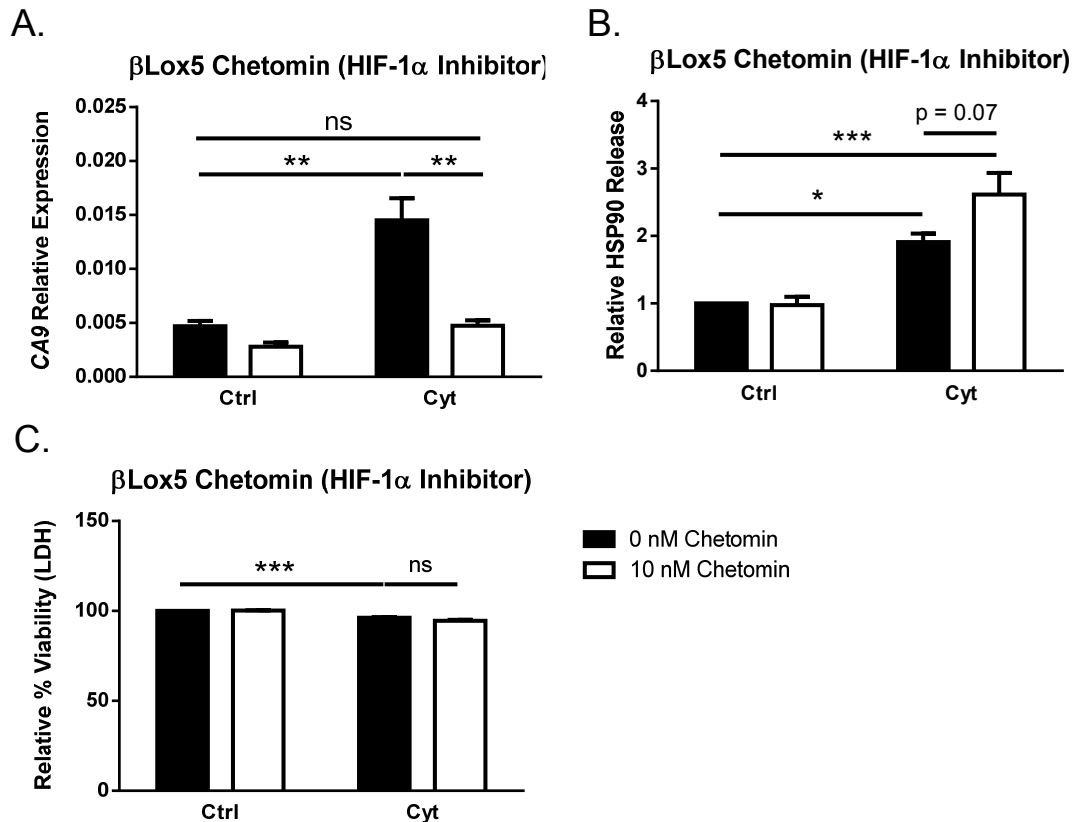 A.
βLox5 Chetomin (HIF-1α Inhibitor)
CA9 Relative Expression
0.025
0.020
0.015
0.010
0.005
0.000
ns
**
**
Ctrl
Cyt
B.
βLox5 Chetomin (HIF-1α Inhibitor)
Relative HSP90 Release
4
3
2
1
0
p = 0.07
***
*
Ctrl
Cyt
C.
βLox5 Chetomin (HIF-1α Inhibitor)
Relative % Viability (LDH)
150
100
50
0
***
ns
Ctrl
Cyt
0 nM Chetomin
10 nM Chetomin